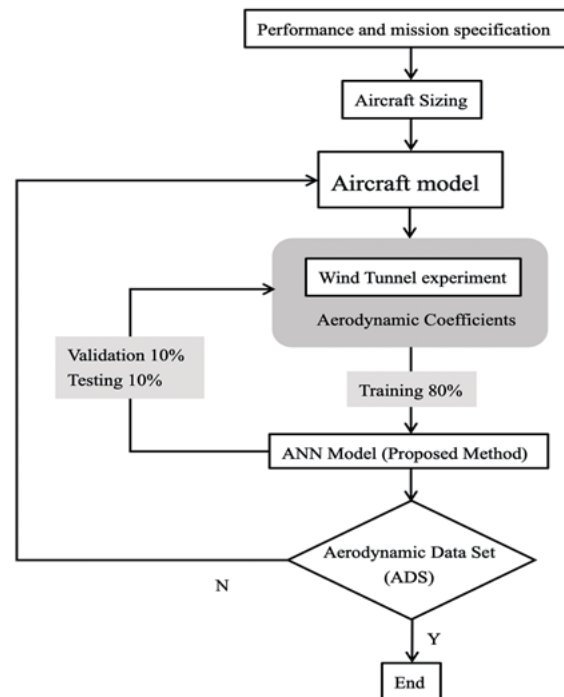 Performance and mission specification
Aircraft Sizing
Aircraft model
Wind Tunnel experiment
Aerodynamic Coefficients
Validation 10%
Testing 10%
Training 80%
ANN Model (Proposed Method)
Aerodynamic Data Set
(ADS)
N
Y
End